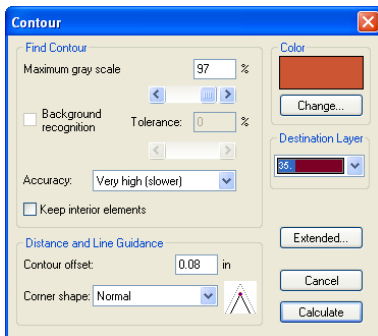 Contour
Find Contour
Maximum gray scale 97 %
Background recognition Tolerance: 0 %
Accuracy: Very high (slower)
Keep interior elements
Distance and Line Guidance
Contour offset: 0.08 in
Corner shape: Normal
Color
Change...
Destination Layer
35.
Extended...
Cancel
Calculate